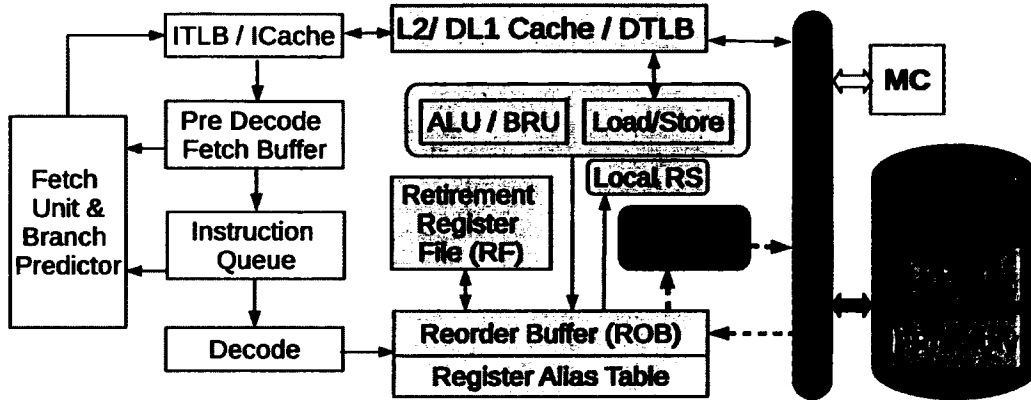 ITLB / ICache
L2/ DL1 Cache / DTLB
MC
Pre Decode
Fetch Buffer
ALU / BRU
Load/Store
Local RS
Fetch
Unit &
Branch
Predictor
Retirement
Register
File (RF)
Instruction
Queue
Decode
Reorder Buffer (ROB)
Register Alias Table